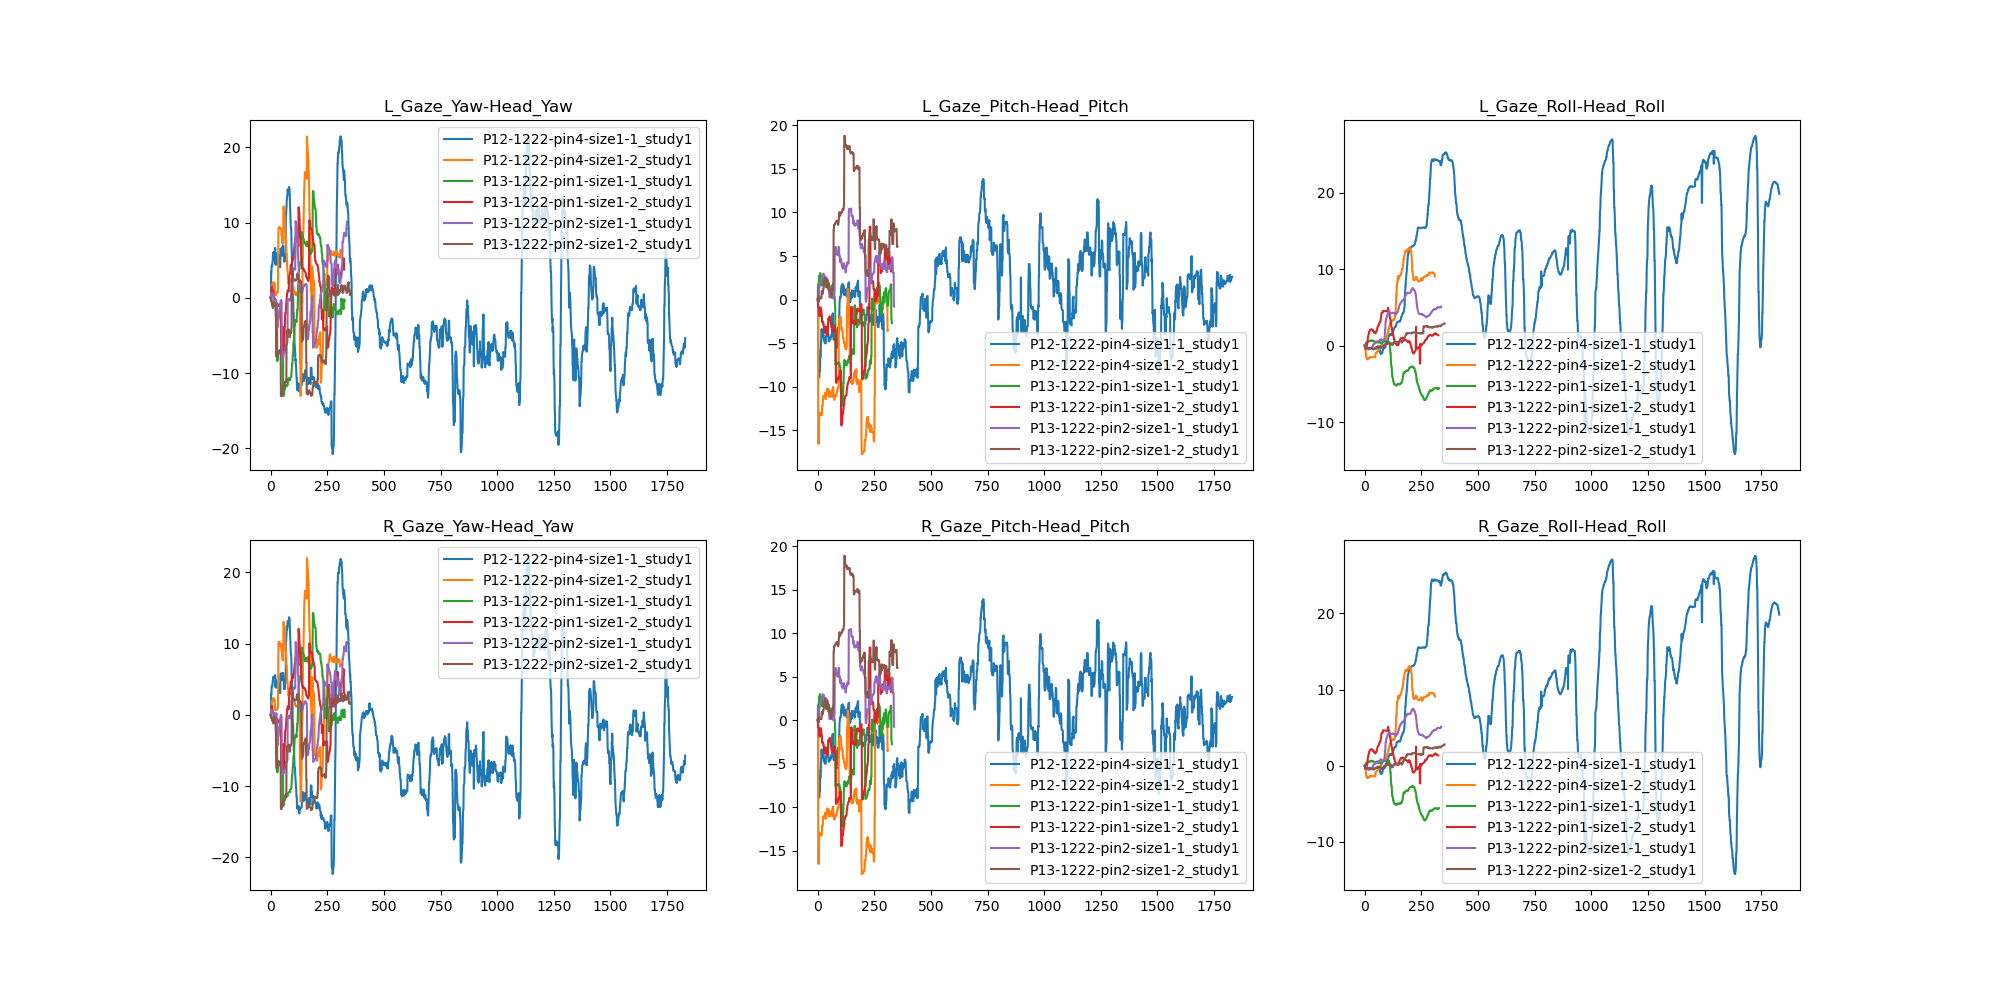 L_Gaze_Yaw-Head_Yaw
20
10
0
−10
−20
0 250 500 750 1000 1250 1500 1750
P12-1222-pin4-size1-1_study1
P12-1222-pin4-size1-2_study1
P13-1222-pin1-size1-1_study1
P13-1222-pin1-size1-2_study1
P13-1222-pin2-size1-1_study1
P13-1222-pin2-size1-2_study1
L_Gaze_Pitch-Head_Pitch
20
15
10
5
0
−5
−10
−15
0 250 500 750 1000 1250 1500 1750
P12-1222-pin4-size1-1_study1
P12-1222-pin4-size1-2_study1
P13-1222-pin1-size1-1_study1
P13-1222-pin1-size1-2_study1
P13-1222-pin2-size1-1_study1
P13-1222-pin2-size1-2_study1
L_Gaze_Roll-Head_Roll
20
10
0
−10
0 250 500 750 1000 1250 1500 1750
P12-1222-pin4-size1-1_study1
P12-1222-pin4-size1-2_study1
P13-1222-pin1-size1-1_study1
P13-1222-pin1-size1-2_study1
P13-1222-pin2-size1-1_study1
P13-1222-pin2-size1-2_study1
R_Gaze_Yaw-Head_Yaw
20
10
0
−10
−20
0 250 500 750 1000 1250 1500 1750
P12-1222-pin4-size1-1_study1
P12-1222-pin4-size1-2_study1
P13-1222-pin1-size1-1_study1
P13-1222-pin1-size1-2_study1
P13-1222-pin2-size1-1_study1
P13-1222-pin2-size1-2_study1
R_Gaze_Pitch-Head_Pitch
20
15
10
5
0
−5
−10
−15
0 250 500 750 1000 1250 1500 1750
P12-1222-pin4-size1-1_study1
P12-1222-pin4-size1-2_study1
P13-1222-pin1-size1-1_study1
P13-1222-pin1-size1-2_study1
P13-1222-pin2-size1-1_study1
P13-1222-pin2-size1-2_study1
R_Gaze_Roll-Head_Roll
20
10
0
−10
0 250 500 750 1000 1250 1500 1750
P12-1222-pin4-size1-1_study1
P12-1222-pin4-size1-2_study1
P13-1222-pin1-size1-1_study1
P13-1222-pin1-size1-2_study1
P13-1222-pin2-size1-1_study1
P13-1222-pin2-size1-2_study1